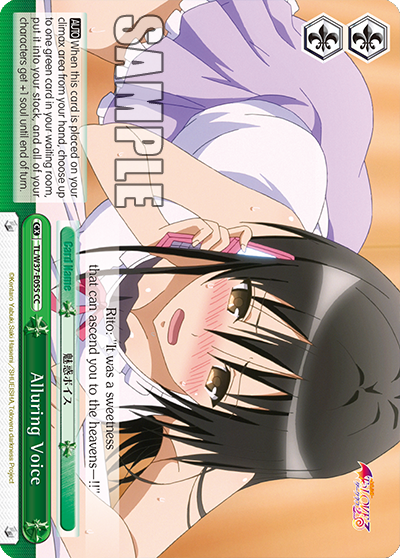 SAMPLE
[AUTO] When this card is placed on your
climax area from your hand, choose up
to one green card in your waiting room,
put it into your stock, and all of your
characters get +1 soul until end of turn.
Rito: "It was a sweetness
that can ascend you to the heavens—!!"
Card Name
魅惑ボイス
CX TL/W37-E055 CC
Alluring Voice